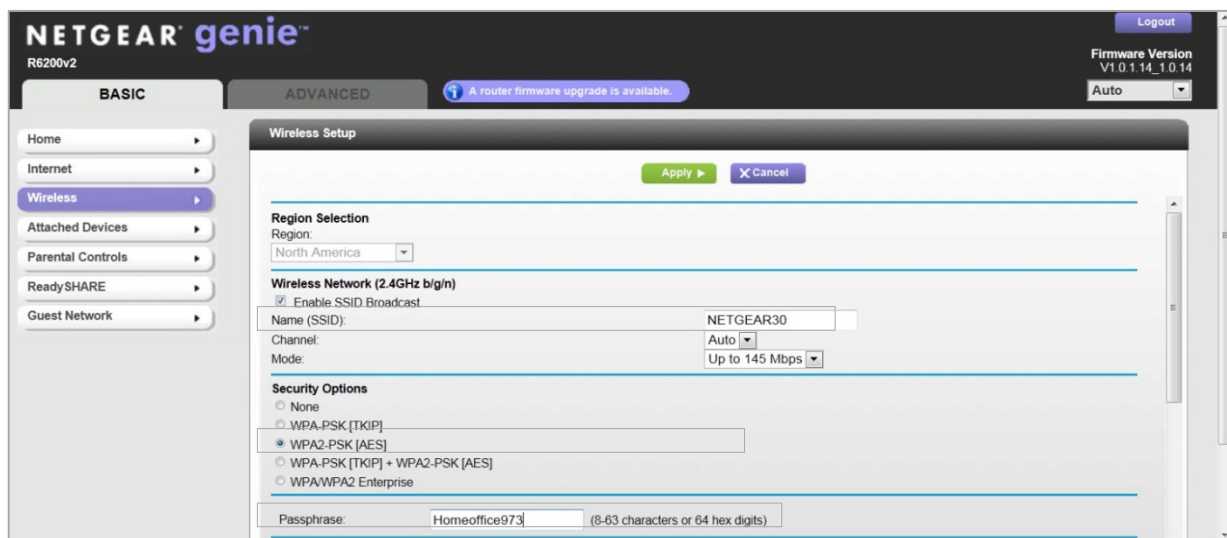 NETGEAR® genie™
Logout
R6200v2
Firmware Version
V1.0.1.14_1.0.14
BASIC
ADVANCED
A router firmware upgrade is available.
Auto
Home
Internet
Wireless
Attached Devices
Parental Controls
ReadySHARE
Guest Network
Wireless Setup
Apply
X Cancel
Region Selection
Region:
North America
Wireless Network (2.4GHz b/g/n)
Enable SSID Broadcast
Name (SSID): NETGEAR30
Channel: Auto
Mode: Up to 145 Mbps
Security Options
None
WPA-PSK [TKIP]
WPA2-PSK [AES]
WPA-PSK [TKIP] + WPA2-PSK [AES]
WPA/WPA2 Enterprise
Passphrase: Homeoffice973 (8-63 characters or 64 hex digits)